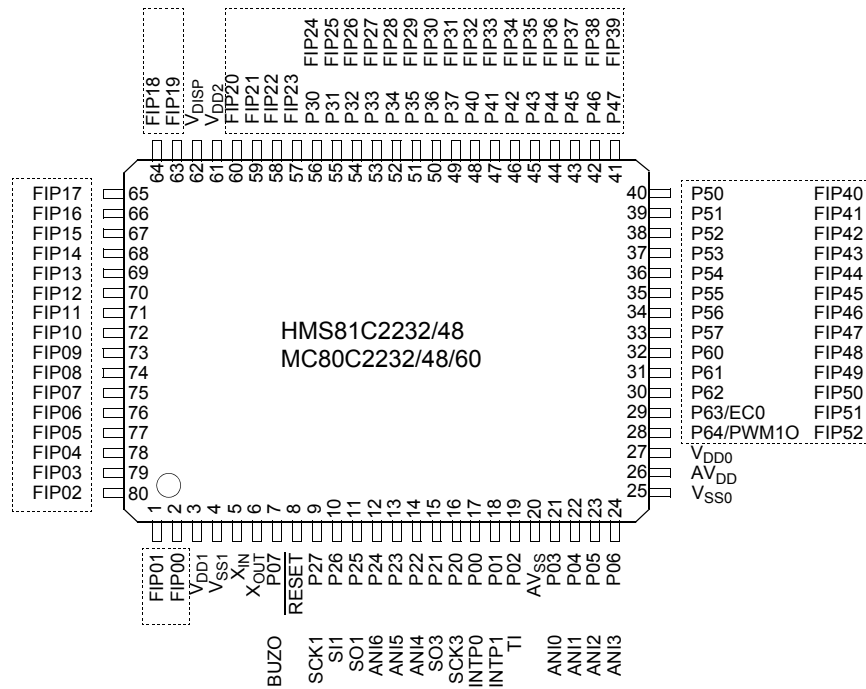 FIP24 FIP25 FIP26 FIP27 FIP28 FIP29 FIP30 FIP31 FIP32 FIP33 FIP34 FIP35 FIP36 FIP37 FIP38 FIP39
FIP18 FIP19 VDISP VDD2 FIP20 FIP21 FIP22 FIP23 P30 P31 P32 P33 P34 P35 P36 P37 P40 P41 P42 P43 P44 P45 P46 P47
64 63 62 61 60 59 58 57 56 55 54 53 52 51 50 49 48 47 46 45 44 43 42 41
FIP17 65 40 P50 FIP40
FIP16 66 39 P51 FIP41
FIP15 67 38 P52 FIP42
FIP14 68 37 P53 FIP43
FIP13 69 36 P54 FIP44
FIP12 70 35 P55 FIP45
FIP11 71 34 P56 FIP46
FIP10 72 33 P57 FIP47
FIP09 73 32 P60 FIP48
FIP08 74 31 P61 FIP49
FIP07 75 30 P62 FIP50
FIP06 76 29 P63/EC0 FIP51
FIP05 77 28 P64/PWM1O FIP52
FIP04 78 27 VDD0
FIP03 79 26 AVDD
FIP02 80 25 VSS0
HMS81C2232/48
MC80C2232/48/60
1 2 3 4 5 6 7 8 9 10 11 12 13 14 15 16 17 18 19 20 21 22 23 24
FIP01 FIP00 VDD1 VSS1 XIN XOUT P07 RESET P27 P26 P25 P24 P23 P22 P21 P20 P00 P01 P02 AVSS P03 P04 P05 P06
BUZO SCK1 SI1 SO1 ANI6 ANI5 ANI4 SO3 SCK3 INTP0 INTP1 TI ANI0 ANI1 ANI2 ANI3